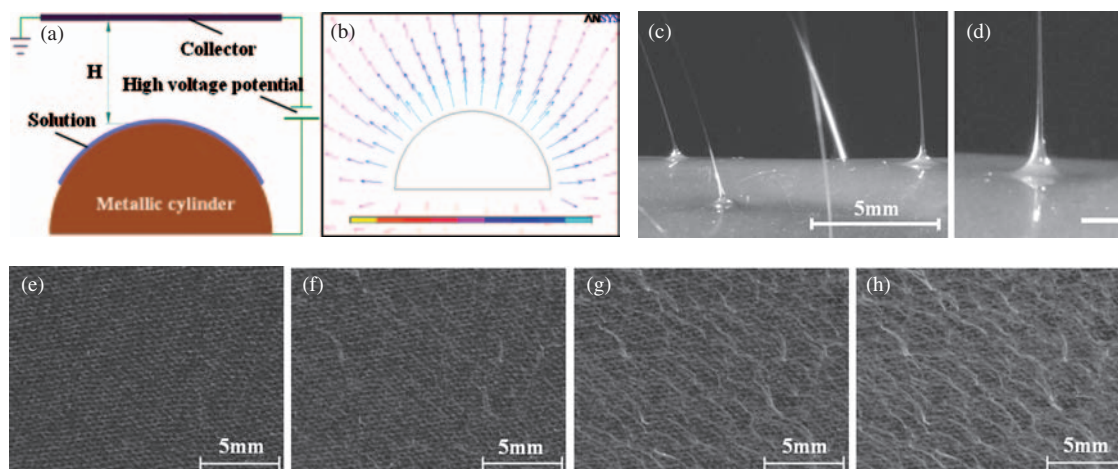 (a)
Collector
H
High voltage potential
Solution
Metallic cylinder
(b)
ANSYS
(c)
5mm
(d)
(e)
5mm
(f)
5mm
(g)
5mm
(h)
5mm